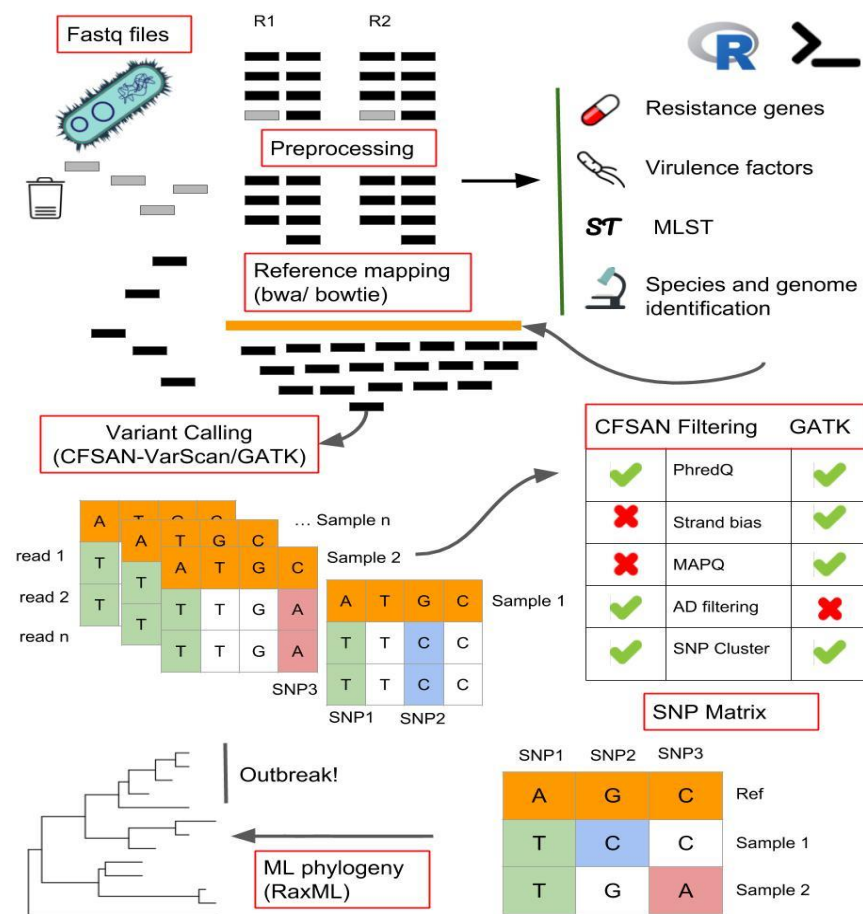 Fastq files
R1 R2
R
Resistance genes
Preprocessing
Virulence factors
ST MLST
Species and genome
identification
Reference mapping
(bwa/ bowtie)
Variant Calling
(CFSAN-VarScan/GATK)
CFSAN Filtering GATK
PhredQ
Strand bias
MAPQ
AD filtering
SNP Cluster
A T G C
... Sample n
A T G C
Sample 2
A T G C
read 1
T
T
T T G A
read 2
T
T
T T G A
read n
SNP3
A T G C
Sample 1
T T C C
T T C C
SNP1 SNP2
SNP Matrix
SNP1 SNP2 SNP3
A G C Ref
T C C Sample 1
T G A Sample 2
Outbreak!
ML phylogeny
(RaxML)